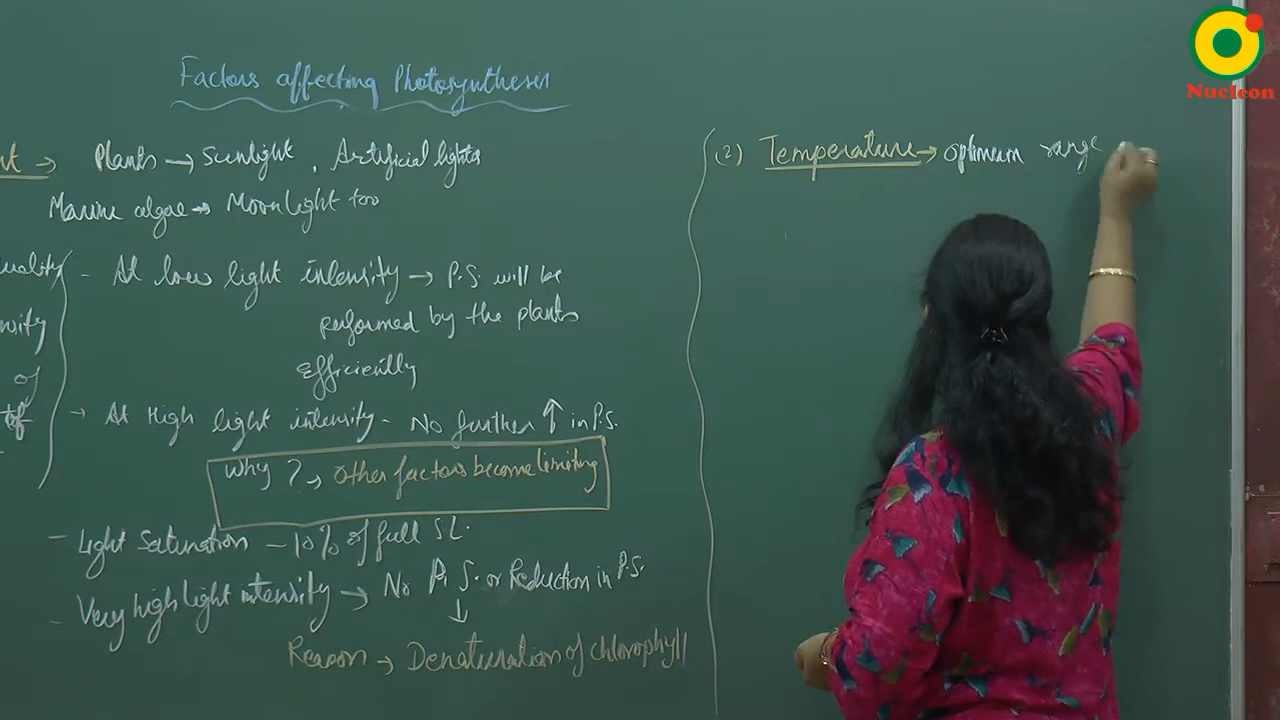 Factors affecting Photosynthesis
Plants → Sunlight, Artificial lights
Marine algae → Moonlight too
- At low light intensity → P.S. will be
performed by the plants
efficiently
→ At High light intensity - No further ↑ in P.S.
Why ? → other factors become limiting
- Light Saturation - 10% of full SL.
- Very high light intensity → No P.S. or Reduction in P.S.
↓
Reason → Denaturation of chlorophyll
of
(2) Temperature → optimum range
Nucleon